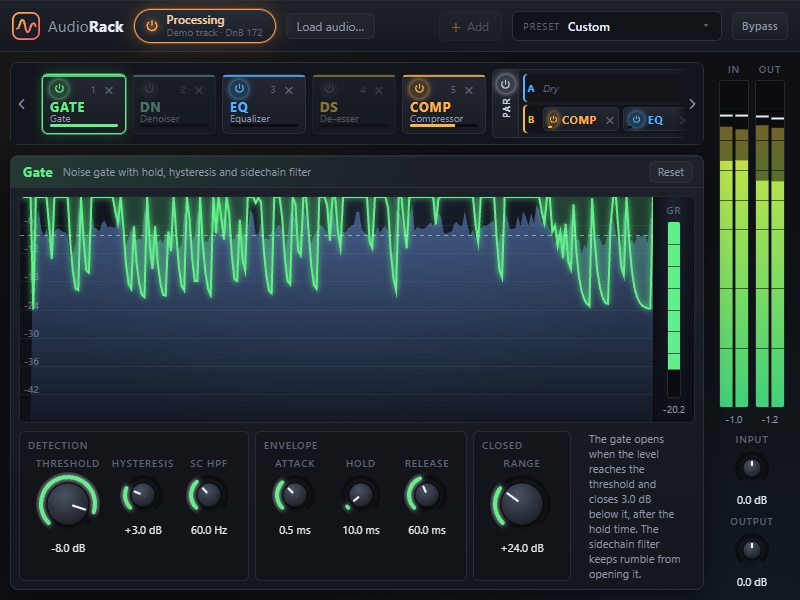 AudioRack
Processing
Demo track · DnB 172
Load audio...
+ Add
PRESET Custom
Bypass
GATE 1 ×
Gate
DN 2 ×
Denoiser
EQ 3 ×
Equalizer
DS 4 ×
De-esser
COMP 5 ×
Compressor
PAR
A Dry
B COMP × EQ ×
IN OUT
Gate Noise gate with hold, hysteresis and sidechain filter
Reset
GR
-12
-18
-24
-30
-36
-42
-20.2
-1.0 -1.2
DETECTION
THRESHOLD HYSTERESIS SC HPF
-8.0 dB +3.0 dB 60.0 Hz
ENVELOPE
ATTACK HOLD RELEASE
0.5 ms 10.0 ms 60.0 ms
CLOSED
RANGE
+24.0 dB
The gate opens
when the level
reaches the
threshold and
closes 3.0 dB
below it, after the
hold time. The
sidechain filter
keeps rumble from
opening it.
INPUT
0.0 dB
OUTPUT
0.0 dB